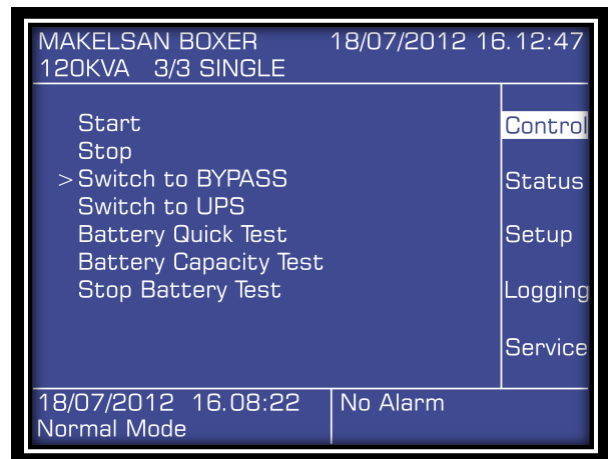 MAKELSAN BOXER 18/07/2012 16.12:47
120KVA 3/3 SINGLE
Start
Stop
> Switch to BYPASS
Switch to UPS
Battery Quick Test
Battery Capacity Test
Stop Battery Test
Control
Status
Setup
Logging
Service
18/07/2012 16.08:22
Normal Mode
No Alarm